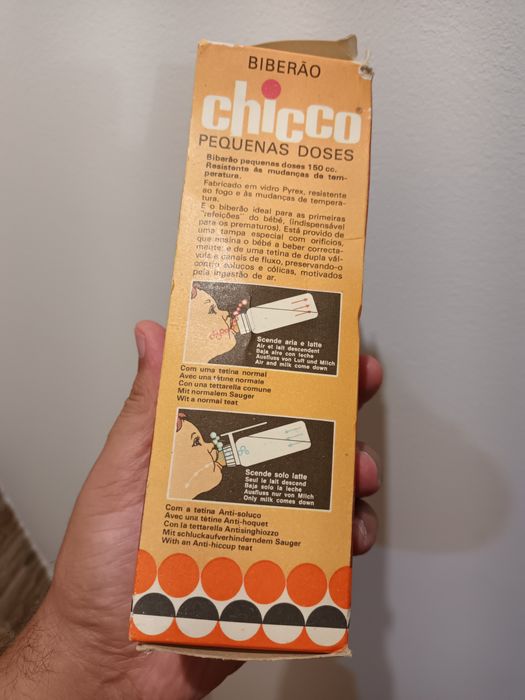 BIBERÃO
chicco
PEQUENAS DOSES
Biberão pequenas doses 150 cc.
Resistente às mudanças de tem-
peratura.
Fabricado em vidro Pyrex, resistente
ao fogo e às mudanças de tempera-
tura.
E o biberão ideal para as primeiras
"refeições" do bébé, (indispensável
para os prematuros). Está provido de
uma tampa especial com orifícios,
que ensina o bébé a beber correcta-
mente; e de uma tetina de dupla vál-
vula e canais de fluxo, preservando-o
contra soluços e cólicas, motivados
pela ingestão de ar.
Scende aria e latte
Air et lait descendent
Baja aire con leche
Ausfluss von Luft und Milch
Air and milk come down
Com uma tetina normal
Avec una tétine normale
Con una tettarella comune
Mit normalem Sauger
Wit a normal teat
Scende solo latte
Seul le lait descend
Baja solo la leche
Ausfluss nur von Milch
Only milk comes down
Com a tetina Anti-soluço
Avec une tétine Anti-hoquet
Con la tettarella Antisinghiozzo
Mit schluckaufverhinderndem Sauger
With an Anti-hiccup teat